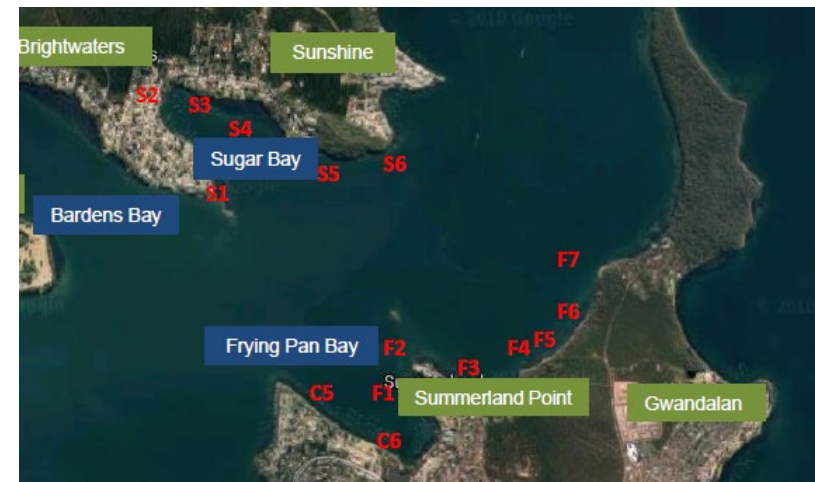 © 2018 Google
Brightwaters
Sunshine
S2
S3
S4
Sugar Bay
S5
S6
S1
Bardens Bay
F7
F6
Frying Pan Bay
F2
F5
F4
F3
C5
F1
Summerland Point
Gwandalan
C6